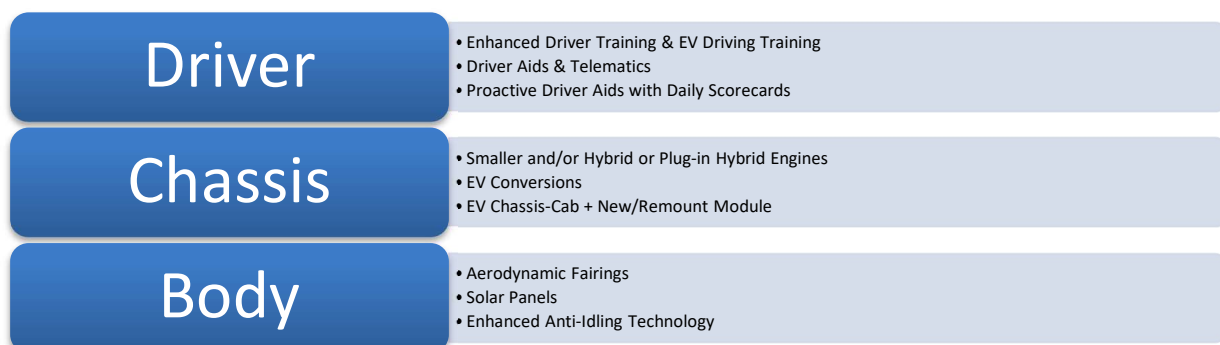 Driver
• Enhanced Driver Training & EV Driving Training
• Driver Aids & Telematics
• Proactive Driver Aids with Daily Scorecards
Chassis
• Smaller and/or Hybrid or Plug-in Hybrid Engines
• EV Conversions
• EV Chassis-Cab + New/Remount Module
Body
• Aerodynamic Fairings
• Solar Panels
• Enhanced Anti-Idling Technology